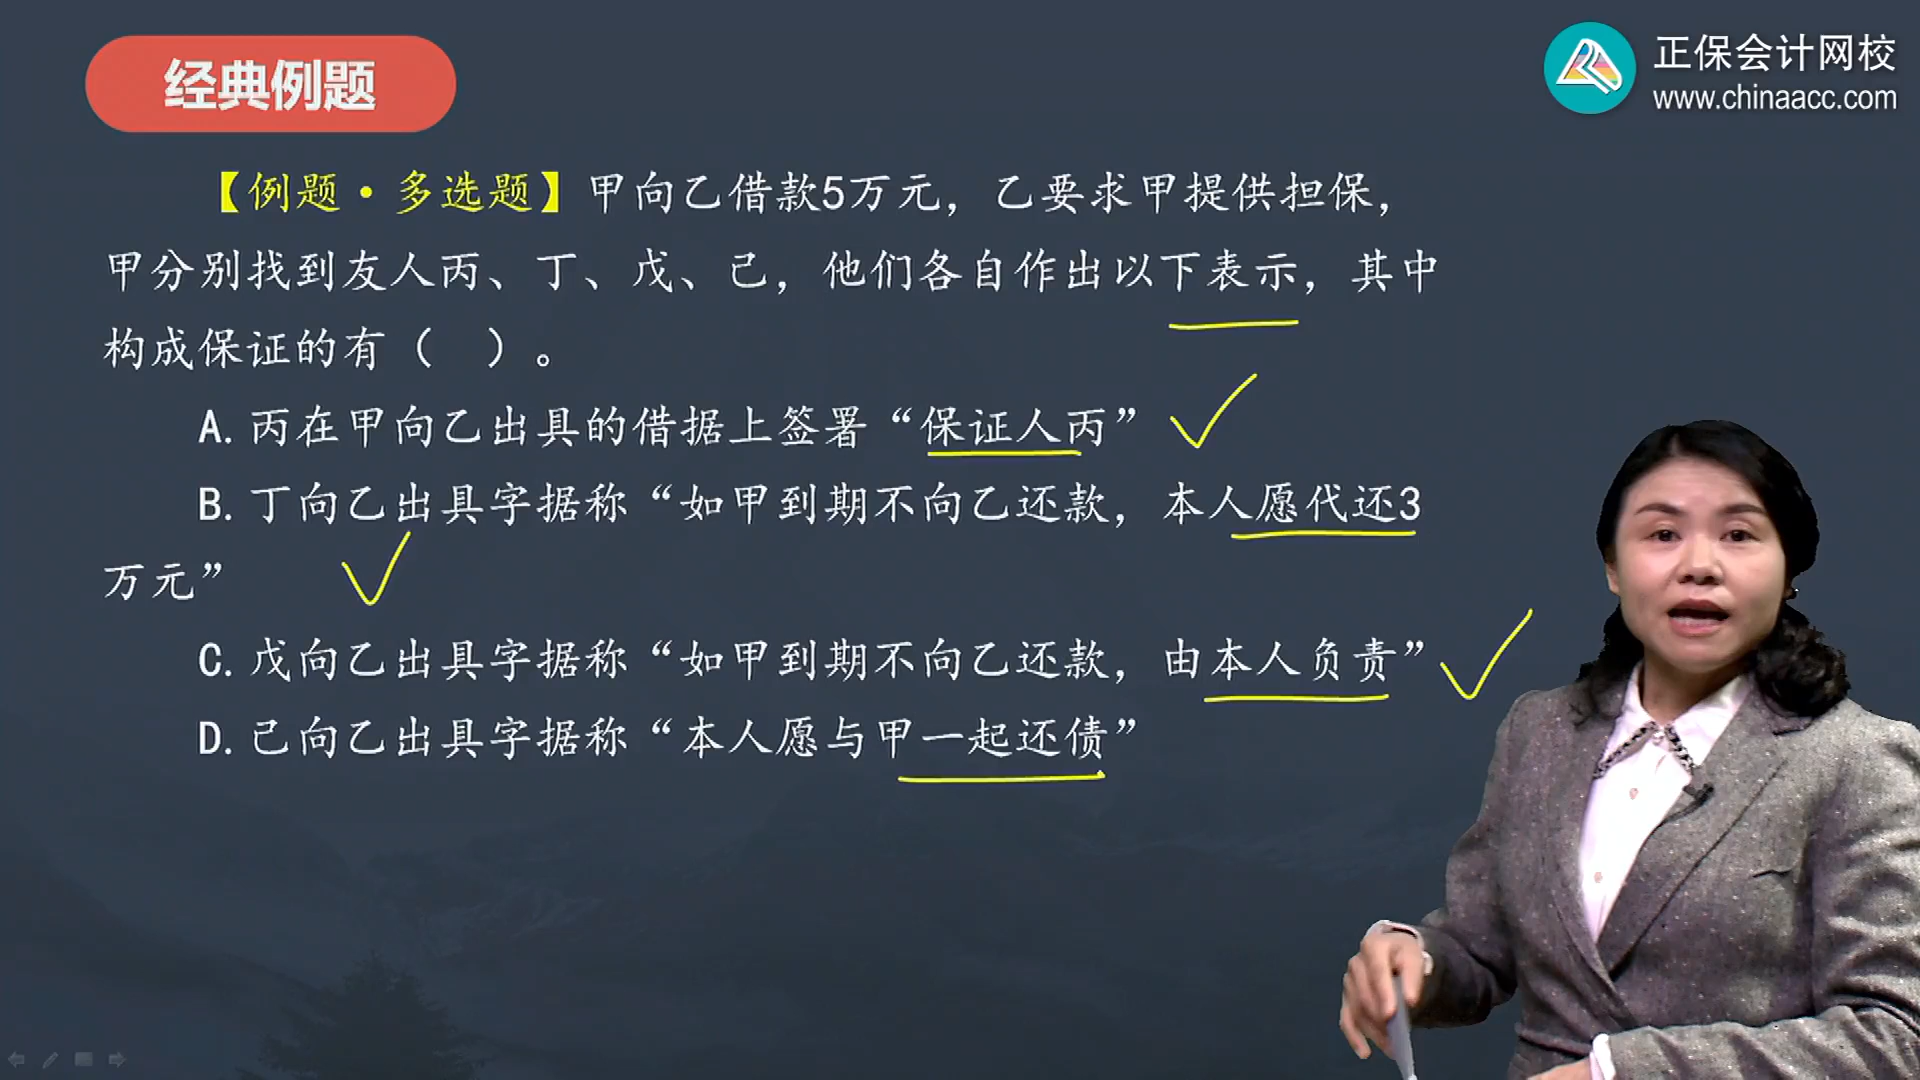 经典例题
正保会计网校
www.chinaacc.com
【例题·多选题】甲向乙借款5万元，乙要求甲提供担保，
甲分别找到友人丙、丁、戊、己，他们各自作出以下表示，其中
构成保证的有（ ）。
A. 丙在甲向乙出具的借据上签署“保证人丙”
B. 丁向乙出具字据称“如甲到期不向乙还款，本人愿代还3
万元”
C. 戊向乙出具字据称“如甲到期不向乙还款，由本人负责”
D. 己向乙出具字据称“本人愿与甲一起还债”